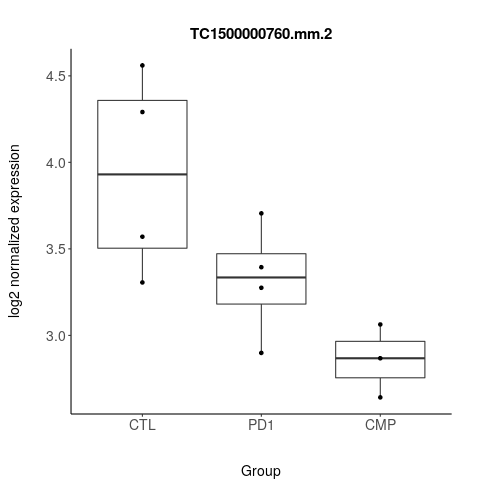 TC1500000760.mm.2
log2 normalized expression
4.5
4.0
3.5
3.0
CTL PD1 CMP
Group